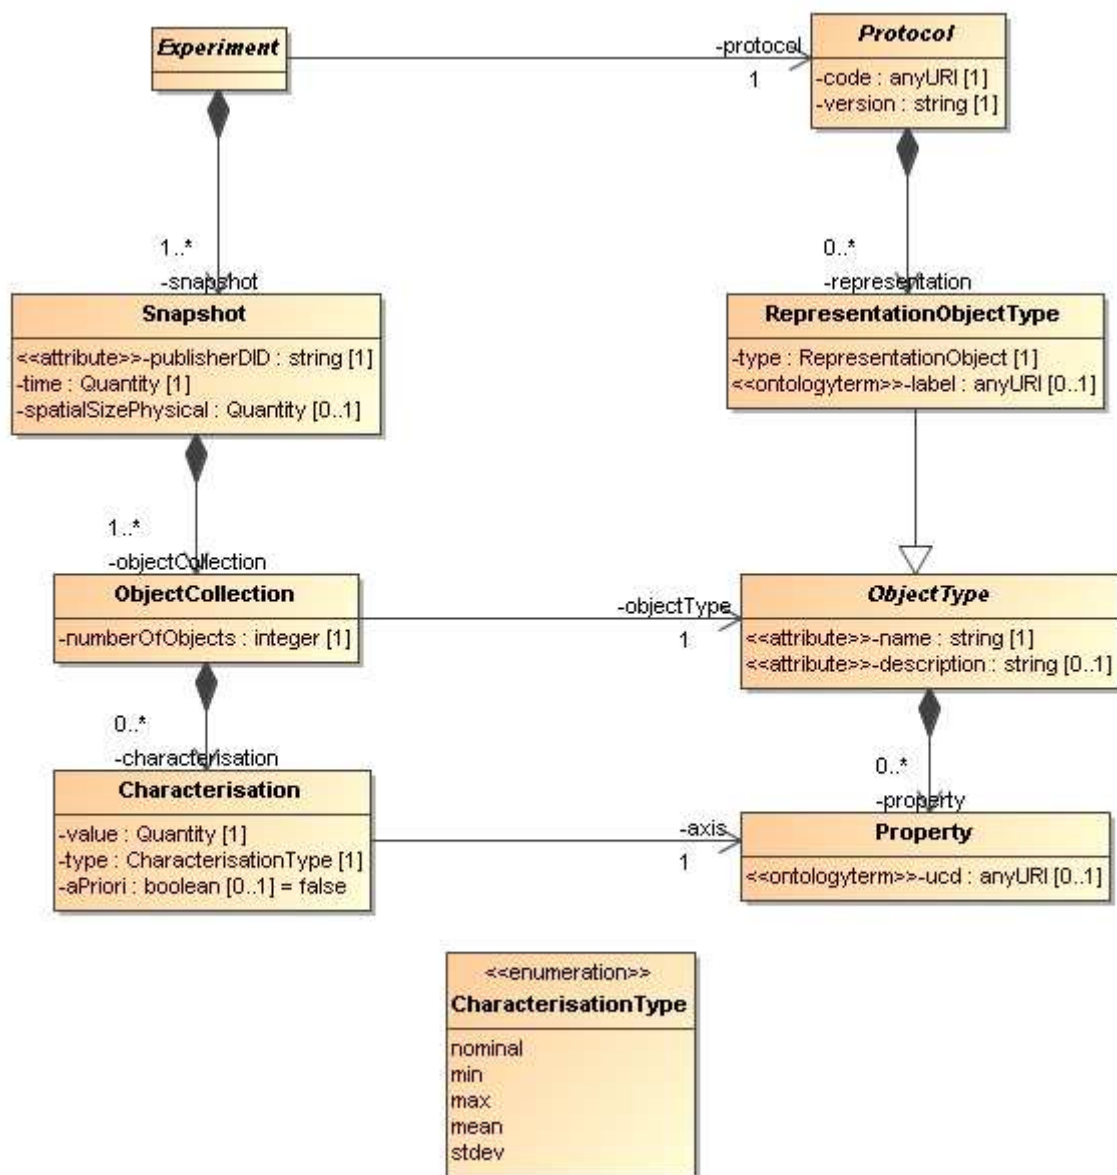 Experiment
-protocol
1
Protocol
-code : anyURI [1]
-version : string [1]
1..*
-snapshot
0..*
-representation
Snapshot
<<attribute>>-publisherDID : string [1]
-time : Quantity [1]
-spatialSizePhysical : Quantity [0..1]
RepresentationObjectType
-type : RepresentationObject [1]
<<ontologyterm>>-label : anyURI [0..1]
1..*
-objectCollection
ObjectCollection
-numberOfObjects : integer [1]
-objectType
1
ObjectType
<<attribute>>-name : string [1]
<<attribute>>-description : string [0..1]
0..*
-characterisation
0..*
-property
Characterisation
-value : Quantity [1]
-type : CharacterisationType [1]
-aPriori : boolean [0..1] = false
-axis
1
Property
<<ontologyterm>>-ucd : anyURI [0..1]
<<enumeration>>
CharacterisationType
nominal
min
max
mean
stdev